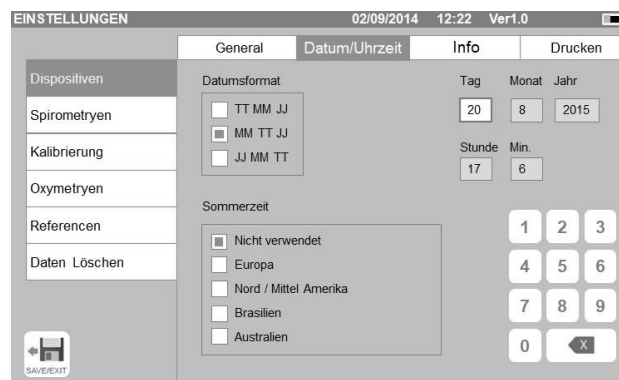 EINSTELLUNGEN 02/09/2014 12:22 Ver1.0
General Datum/Uhrzeit Info Drucken
Dispositiven
Spirometryen
Kalibrierung
Oxymetryen
Referencen
Daten Löschen
SAVE/EXIT
Datumsformat
TT MM JJ
MM TT JJ
JJ MM TT
Tag Monat Jahr
20 8 2015
Stunde Min.
17 6
Sommerzeit
Nicht verwendet
Europa
Nord / Mittel Amerika
Brasilien
Australien
1 2 3
4 5 6
7 8 9
0 X